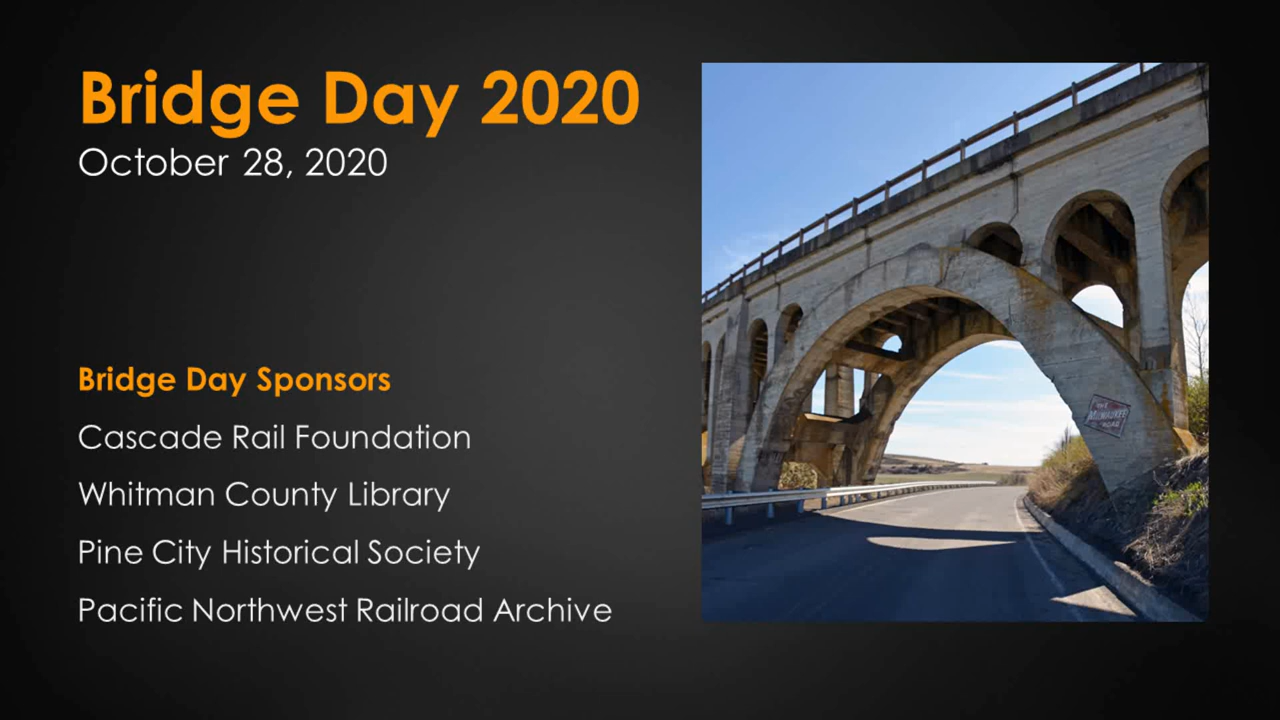 Bridge Day 2020
October 28, 2020
Bridge Day Sponsors
Cascade Rail Foundation
Whitman County Library
Pine City Historical Society
Pacific Northwest Railroad Archive
MILWAUKEE